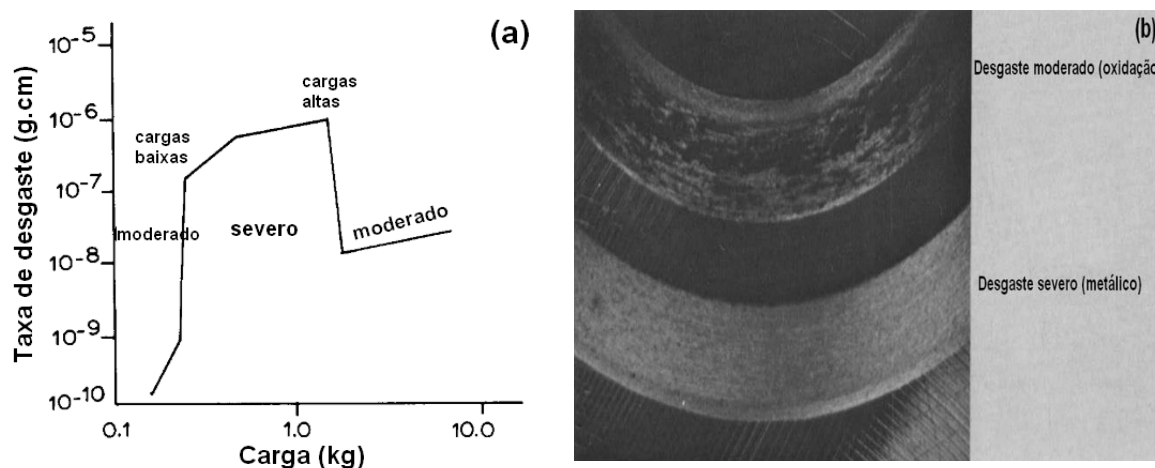 (a)
Taxa de desgaste (g.cm)
10-5
10-6
10-7
10-8
10-9
10-10
cargas
altas
cargas
baixas
moderado
severo
moderado
0.1
1.0
10.0
Carga (kg)
(b)
Desgaste moderado (oxidação
Desgaste severo (metálico)